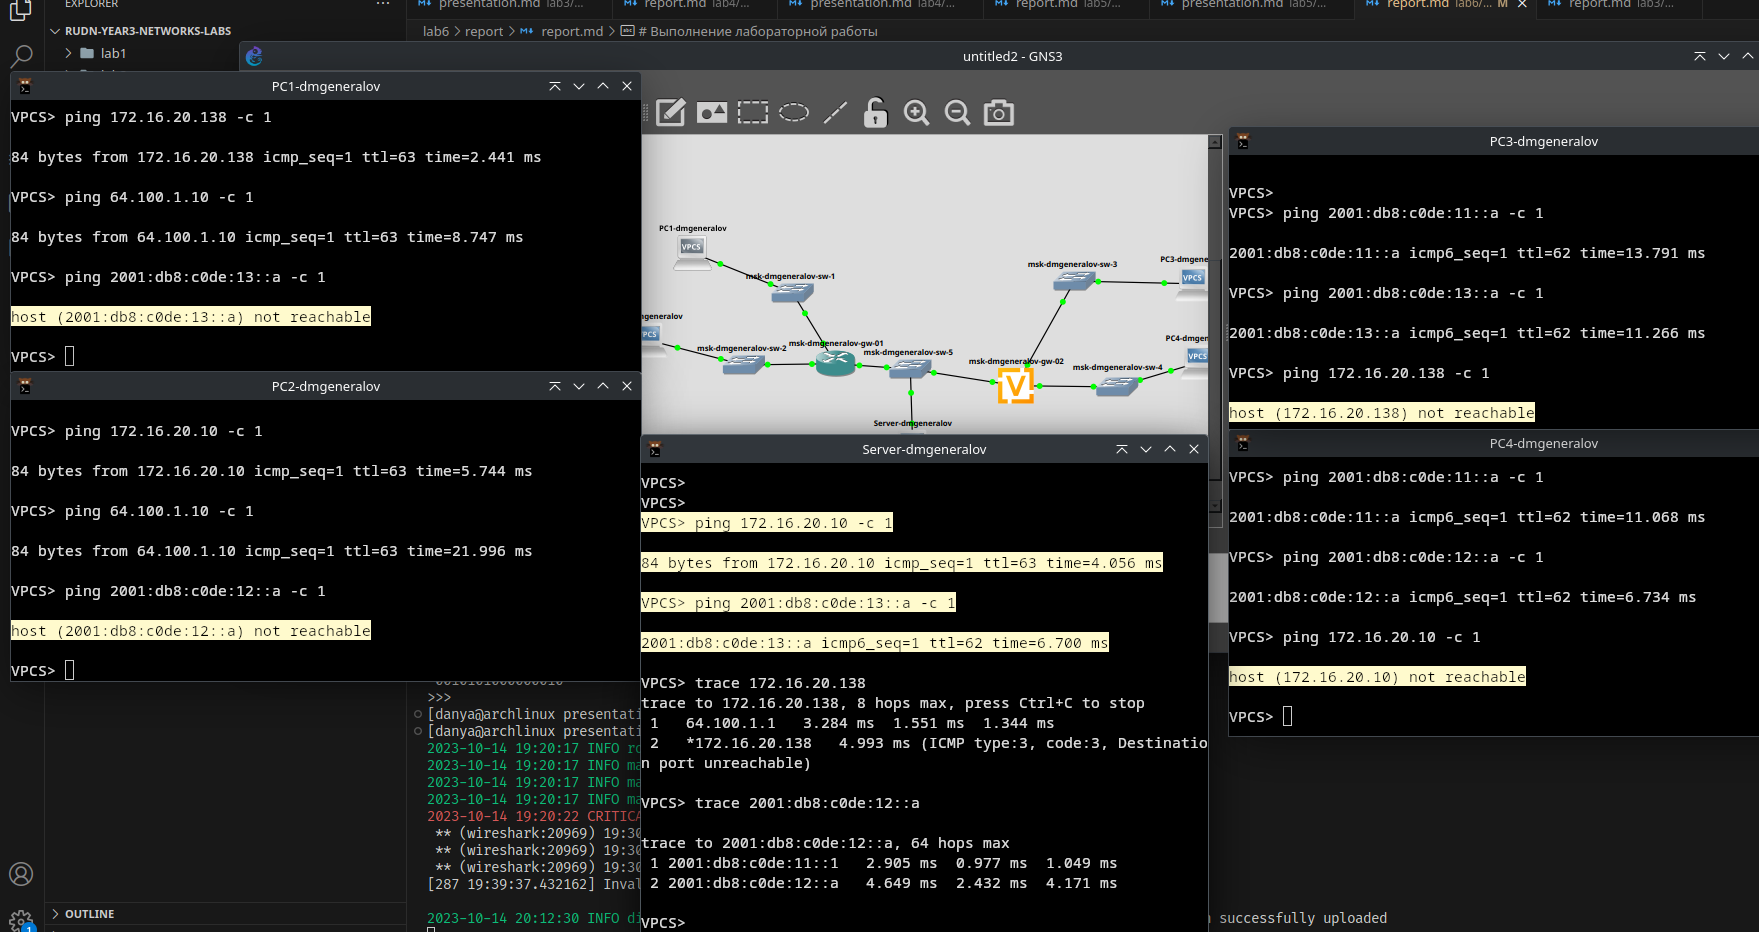 EXPLORER
presentation.md lab3/...
report.md lab4/...
presentation.md lab4/...
report.md lab5/...
presentation.md lab5/...
report.md lab6/... M
report.md lab3/...
RUDN-YEAR3-NETWORKS-LABS
lab6 > report > report.md > # Выполнение лабораторной работы
lab1
untitled2 - GNS3
PC1-dmgeneralov
VPCS> ping 172.16.20.138 -c 1
84 bytes from 172.16.20.138 icmp_seq=1 ttl=63 time=2.441 ms
VPCS> ping 64.100.1.10 -c 1
84 bytes from 64.100.1.10 icmp_seq=1 ttl=63 time=8.747 ms
VPCS> ping 2001:db8:c0de:13::a -c 1
host (2001:db8:c0de:13::a) not reachable
VPCS>
PC2-dmgeneralov
VPCS> ping 172.16.20.10 -c 1
84 bytes from 172.16.20.10 icmp_seq=1 ttl=63 time=5.744 ms
VPCS> ping 64.100.1.10 -c 1
84 bytes from 64.100.1.10 icmp_seq=1 ttl=63 time=21.996 ms
VPCS> ping 2001:db8:c0de:12::a -c 1
host (2001:db8:c0de:12::a) not reachable
VPCS>
PC1-dmgeneralov
VPCS
msk-dmgeneralov-sw-1
msk-dmgeneralov-sw-3
PC3-dmgene
VPCS
generalov
PCS
msk-dmgeneralov-sw-2
msk-dmgeneralov-gw-01
msk-dmgeneralov-sw-5
msk-dmgeneralov-gw-02
V
msk-dmgeneralov-sw-4
PC4-dmgen
VPCS
Server-dmgeneralov
Server-dmgeneralov
VPCS>
VPCS>
VPCS> ping 172.16.20.10 -c 1
84 bytes from 172.16.20.10 icmp_seq=1 ttl=63 time=4.056 ms
VPCS> ping 2001:db8:c0de:13::a -c 1
2001:db8:c0de:13::a icmp6_seq=1 ttl=62 time=6.700 ms
VPCS> trace 172.16.20.138
trace to 172.16.20.138, 8 hops max, press Ctrl+C to stop
1 64.100.1.1 3.284 ms 1.551 ms 1.344 ms
2 *172.16.20.138 4.993 ms (ICMP type:3, code:3, Destinatio
n port unreachable)
VPCS> trace 2001:db8:c0de:12::a
trace to 2001:db8:c0de:12::a, 64 hops max
1 2001:db8:c0de:11::1 2.905 ms 0.977 ms 1.049 ms
2 2001:db8:c0de:12::a 4.649 ms 2.432 ms 4.171 ms
VPCS>
PC3-dmgeneralov
VPCS>
VPCS> ping 2001:db8:c0de:11::a -c 1
2001:db8:c0de:11::a icmp6_seq=1 ttl=62 time=13.791 ms
VPCS> ping 2001:db8:c0de:13::a -c 1
2001:db8:c0de:13::a icmp6_seq=1 ttl=62 time=11.266 ms
VPCS> ping 172.16.20.138 -c 1
host (172.16.20.138) not reachable
PC4-dmgeneralov
VPCS> ping 2001:db8:c0de:11::a -c 1
2001:db8:c0de:11::a icmp6_seq=1 ttl=62 time=11.068 ms
VPCS> ping 2001:db8:c0de:12::a -c 1
2001:db8:c0de:12::a icmp6_seq=1 ttl=62 time=6.734 ms
VPCS> ping 172.16.20.10 -c 1
host (172.16.20.10) not reachable
VPCS>
>>>
[danya@archlinux presentati
[danya@archlinux presentati
2023-10-14 19:20:17 INFO ro
2023-10-14 19:20:17 INFO ma
2023-10-14 19:20:17 INFO ma
2023-10-14 19:20:17 INFO ma
2023-10-14 19:20:22 CRITICA
** (wireshark:20969) 19:30
** (wireshark:20969) 19:30
** (wireshark:20969) 19:30
[287 19:39:37.432162] Inval
2023-10-14 20:12:30 INFO di
successfully uploaded
OUTLINE
1